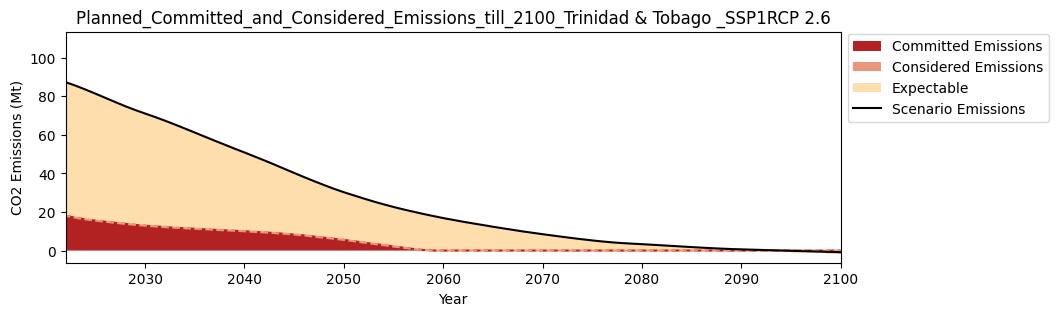 Planned_Committed_and_Considered_Emissions_till_2100_Trinidad & Tobago _SSP1RCP 2.6
CO2 Emissions (Mt)
100
80
60
40
20
0
2030 2040 2050 2060 2070 2080 2090 2100
Year
Committed Emissions
Considered Emissions
Expectable
Scenario Emissions